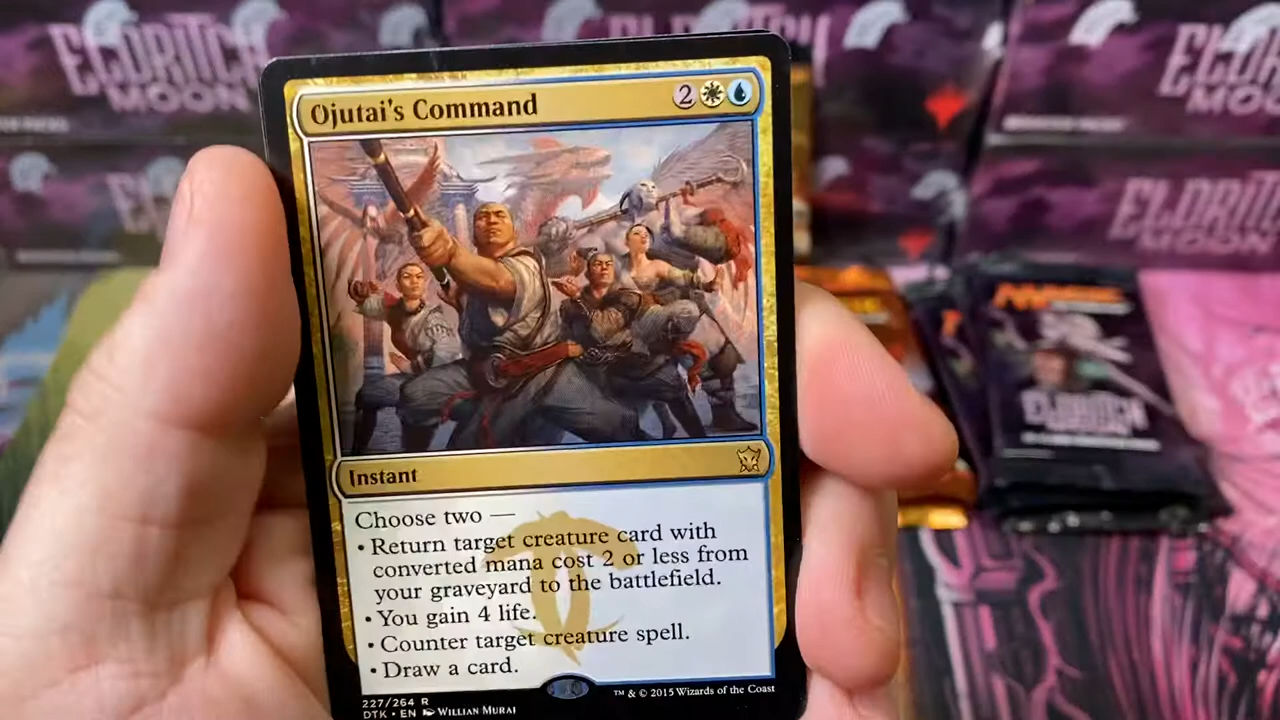 ELDRITCH
MOON
ELDRITCH
MOON
Ojutai's Command
2
Instant
Choose two —
• Return target creature card with
converted mana cost 2 or less from
your graveyard to the battlefield.
• You gain 4 life.
• Counter target creature spell.
• Draw a card.
227/264 R
DTK • EN Willian Murai
™ & © 2015 Wizards of the Coast
ELDRITCH
MOON
MAGIC
ELDRITCH